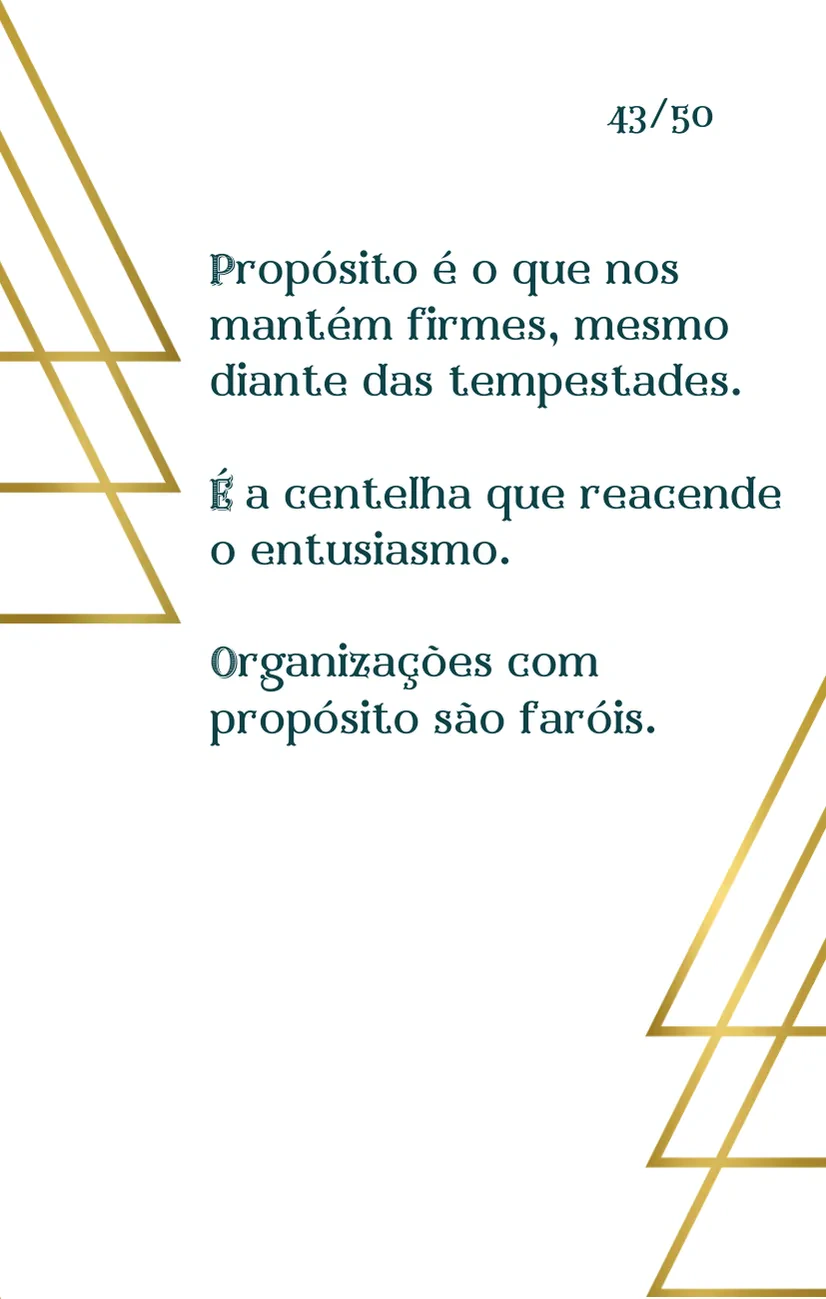 43/50
Propósito é o que nos
mantém firmes, mesmo
diante das tempestades.
É a centelha que reacende
o entusiasmo.
Organizações com
propósito são faróis.